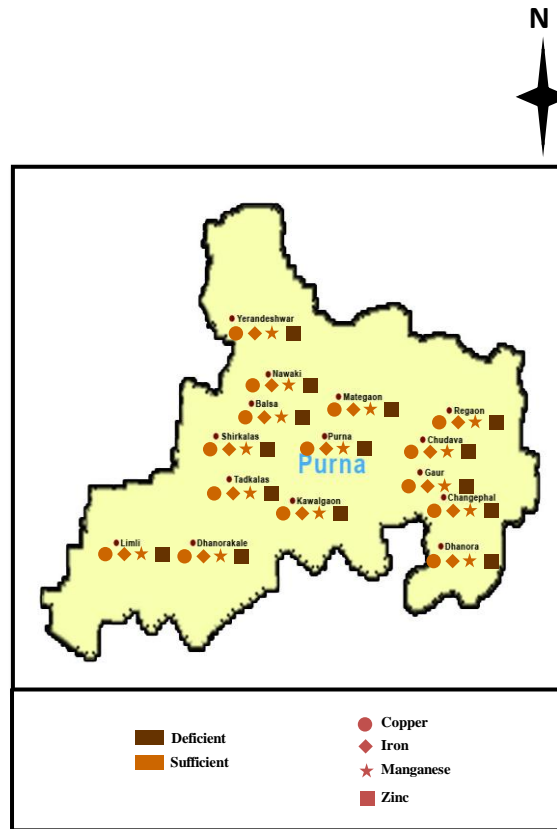 N
Yerandeshwar
Nawaki
Balsa
Mategaon
Regaon
Shirkalas
Purna
Chudava
Purna
Tadkalas
Gaur
Kawalgaon
Changephal
Limli
Dhanorakale
Dhanora
Deficient
Sufficient
Copper
Iron
Manganese
Zinc